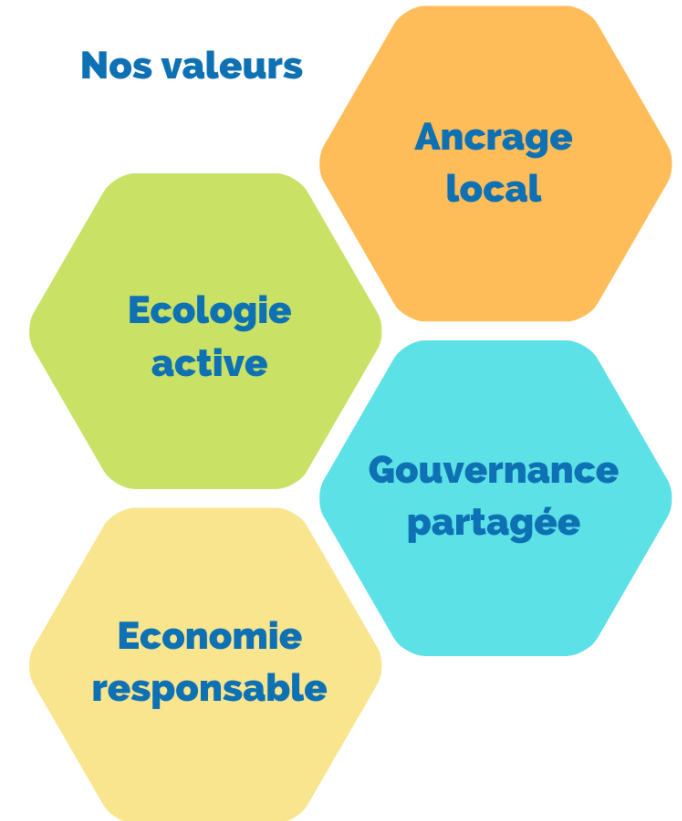 Nos valeurs
Ancrage
local
Ecologie
active
Gouvernance
partagée
Economie
responsable